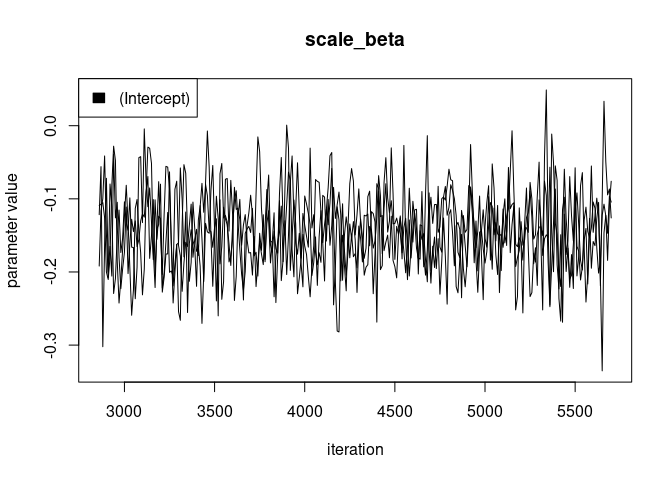 scale_beta
(Intercept)
parameter value
0.0
-0.1
-0.2
-0.3
3000 3500 4000 4500 5000 5500
iteration